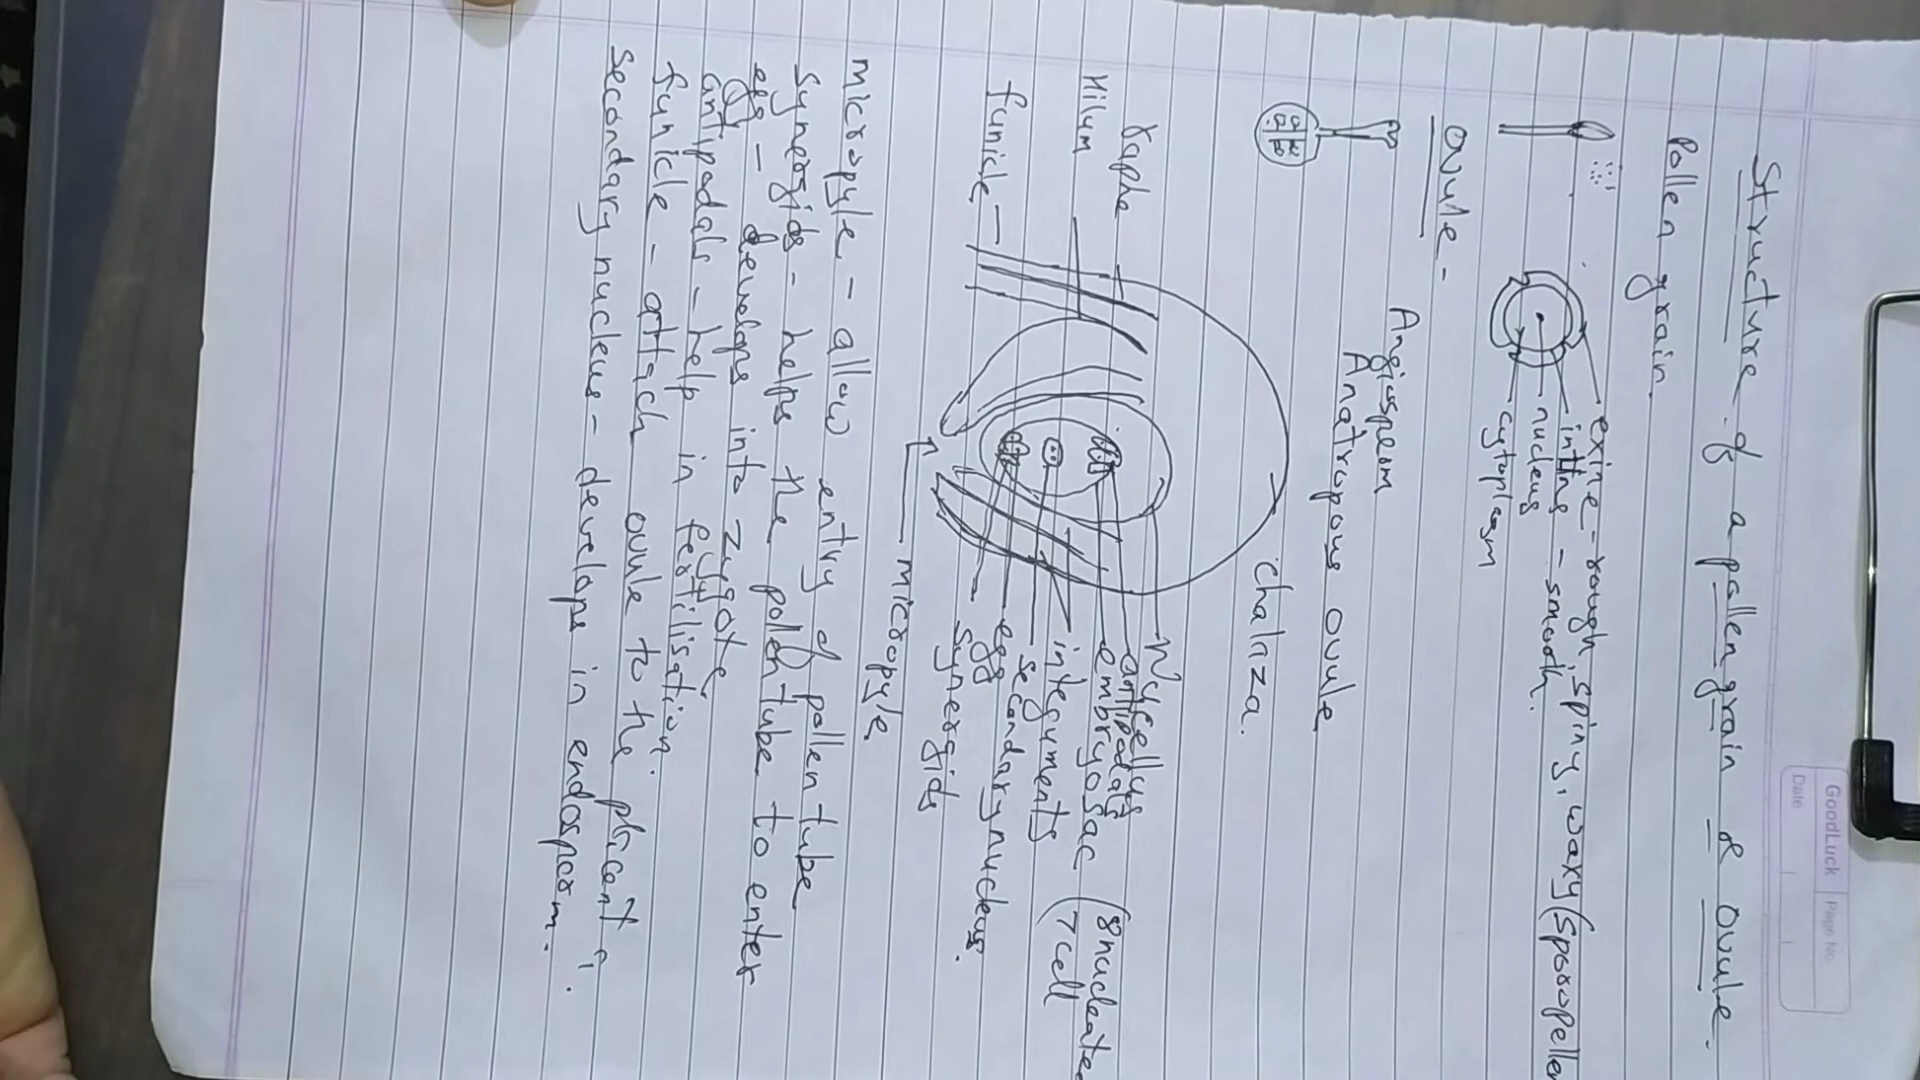 GoodLuck Page No.
Date
Structure of a pollen grain & ovule.
Pollen grain.
exine - rough, spiny, waxy (sporopollen
intine - smooth.
nucleus
cytoplasm
Ovule -
Angiosperm
Anatropous ovule
chalaza.
raphe
Hilum
funicle
Nucellus
antipodals
embryosac (8 nucleate
7 cell
integuments
secondary nucleus.
egg
synergids
micropyle
Micropyle - allow entry of pollen tube
Synergids - helps the pollen tube to enter
egg - develops into zygote
antipodals - help in fertilisation.
funicle - attach ovule to the
Secondary nucleus - develops in endosperm.